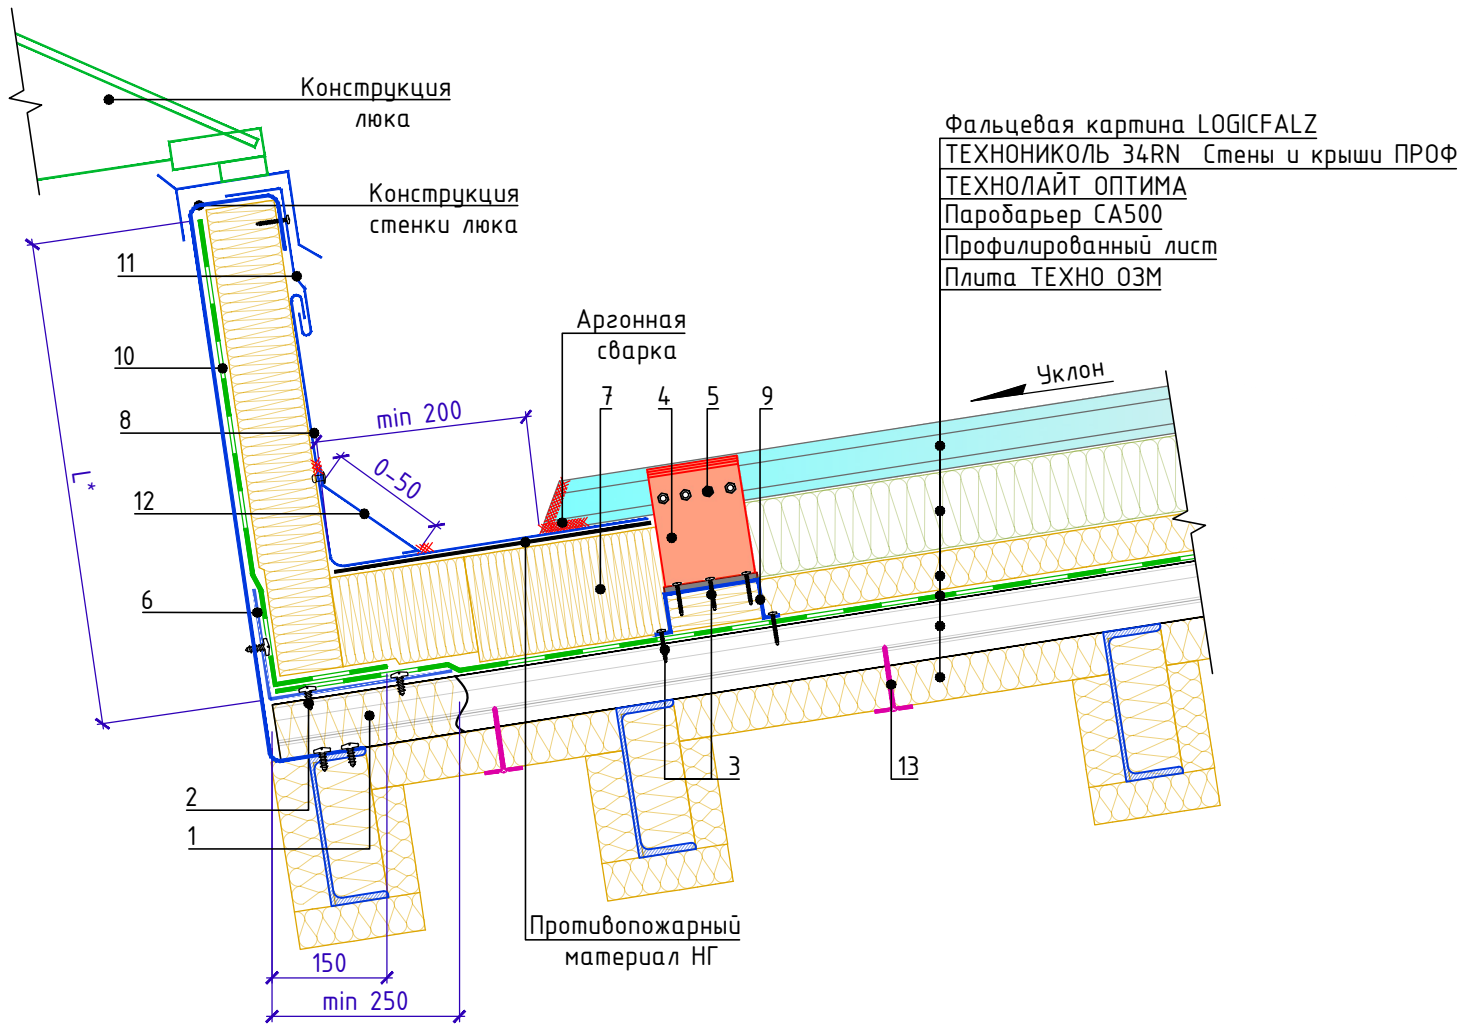 Конструкция
люка
Фальцевая картина LOGICFALZ
ТЕХНОНИКОЛЬ 34RN Стены и крыши ПРОФ
ТЕХНОЛАЙТ ОПТИМА
Паробарьер СА500
Профилированный лист
Плита ТЕХНО ОЗМ
Конструкция
стенки люка
11
Аргонная
сварка
10
Уклон
7
4
5
9
min 200
8
0-50
L*
12
6
3
13
2
1
Противопожарный
материал НГ
150
min 250